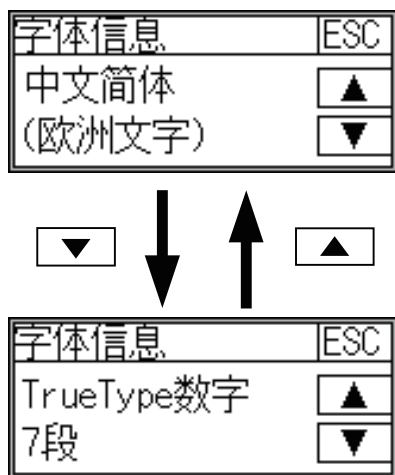 字体信息 ESC
中文简体 ▲
(欧洲文字) ▼
▼ ▲
字体信息 ESC
TrueType数字 ▲
7段 ▼